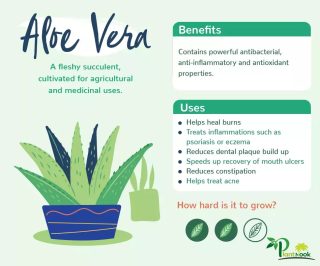 Aloe Vera
A fleshy succulent,
cultivated for agricultural
and medicinal uses.
Benefits
Contains powerful antibacterial,
anti-inflammatory and antioxidant
properties.
Uses
Helps heal burns
Treats inflammations such as
psoriasis or eczema
Reduces dental plaque build up
Speeds up recovery of mouth ulcers
Reduces constipation
Helps treat acne
How hard is it to grow?
PlantNook